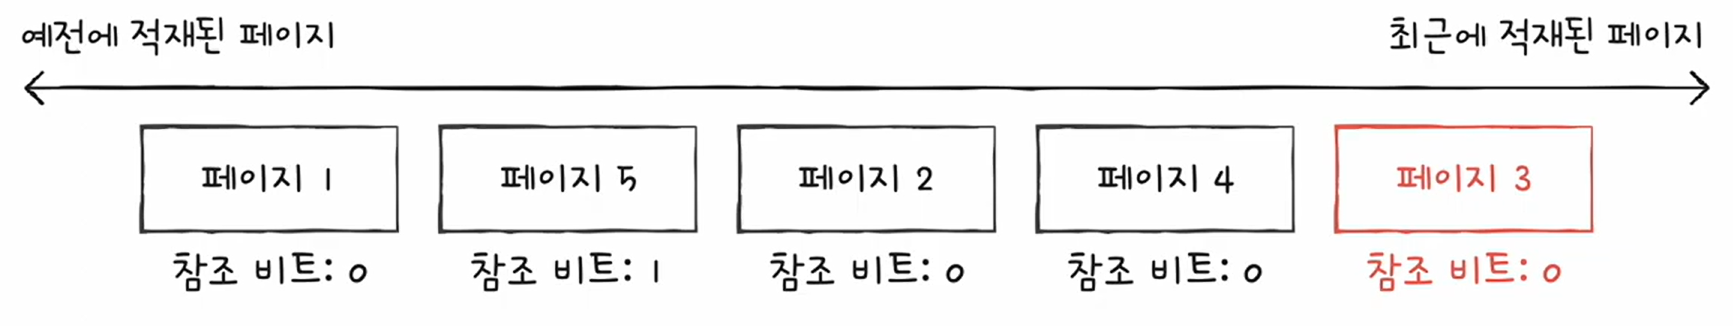 예전에 적재된 페이지 최근에 적재된 페이지
페이지 1 페이지 5 페이지 2 페이지 4 페이지 3
참조 비트: 0 참조 비트: 1 참조 비트: 0 참조 비트: 0 참조 비트: 0